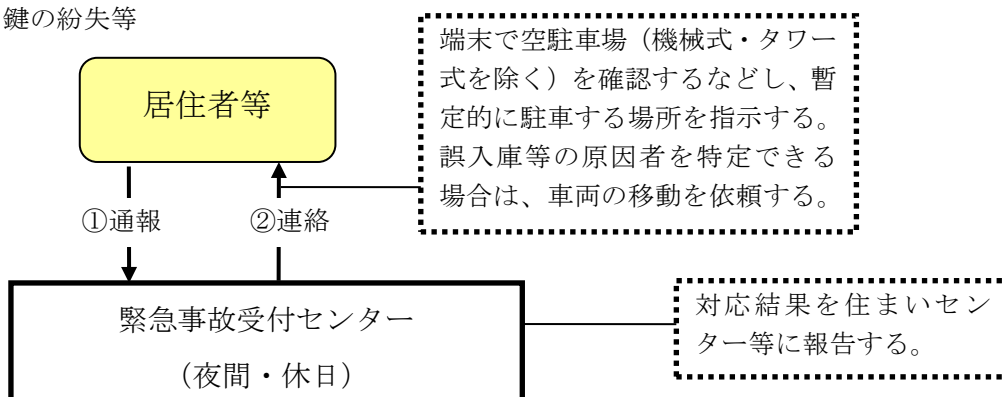 鍵の紛失等
端末で空駐車場（機械式・タワー
式を除く）を確認するなどし、暫
定的に駐車する場所を指示する。
誤入庫等の原因者を特定できる
場合は、車両の移動を依頼する。
居住者等
①通報
②連絡
緊急事故受付センター
（夜間・休日）
対応結果を住まいセン
ター等に報告する。